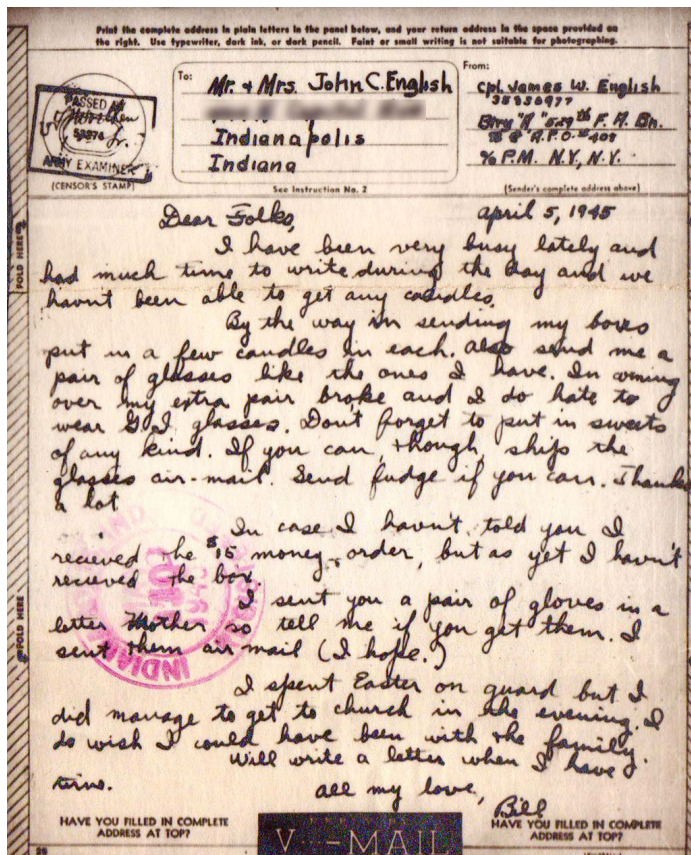 Print the complete address in plain letters in the panel below, and your return address in the space provided on
the right. Use typewriter, dark ink, or dark pencil. Faint or small writing is not suitable for photographing.
To:
Mr. & Mrs. John C. English
Indianapolis
Indiana
From:
Cpl. James W. English
35836977
Btry "A" 559th F. A. Bn.
A.P.O. 409
% P.M. N.Y., N.Y.
PASSED BY
ARMY EXAMINER
(CENSOR'S STAMP)
See Instruction No. 2
(Sender's complete address above)
FOLD HERE
April 5, 1945
Dear Folks,
I have been very busy lately and
had much time to write during the day and we
havnt been able to get any candles.
By the way in sending my boxes
put in a few candles in each. Also send me a
pair of glasses like the ones I have. In coming
over my extra pair broke and I do hate to
wear G.I. glasses. Don't forget to put in sweets
of any kind. If you can, though, ship the
glasses air-mail. Send fudge if you can. Thanks
a lot
In case I havn't told you I
recieved the $15 money order, but as yet I havn't
recieved the box.
I sent you a pair of gloves in a
letter Mother so tell me if you get them. I
sent them air mail (I hope.)
I spent Easter on guard but I
did manage to get to church in the evening. I
do wish I could have been with the family.
Will write a letter when I have
time.
all my love,
Bill
FOLD HERE
HAVE YOU FILLED IN COMPLETE
ADDRESS AT TOP?
V···-MAIL
HAVE YOU FILLED IN COMPLETE
ADDRESS AT TOP?